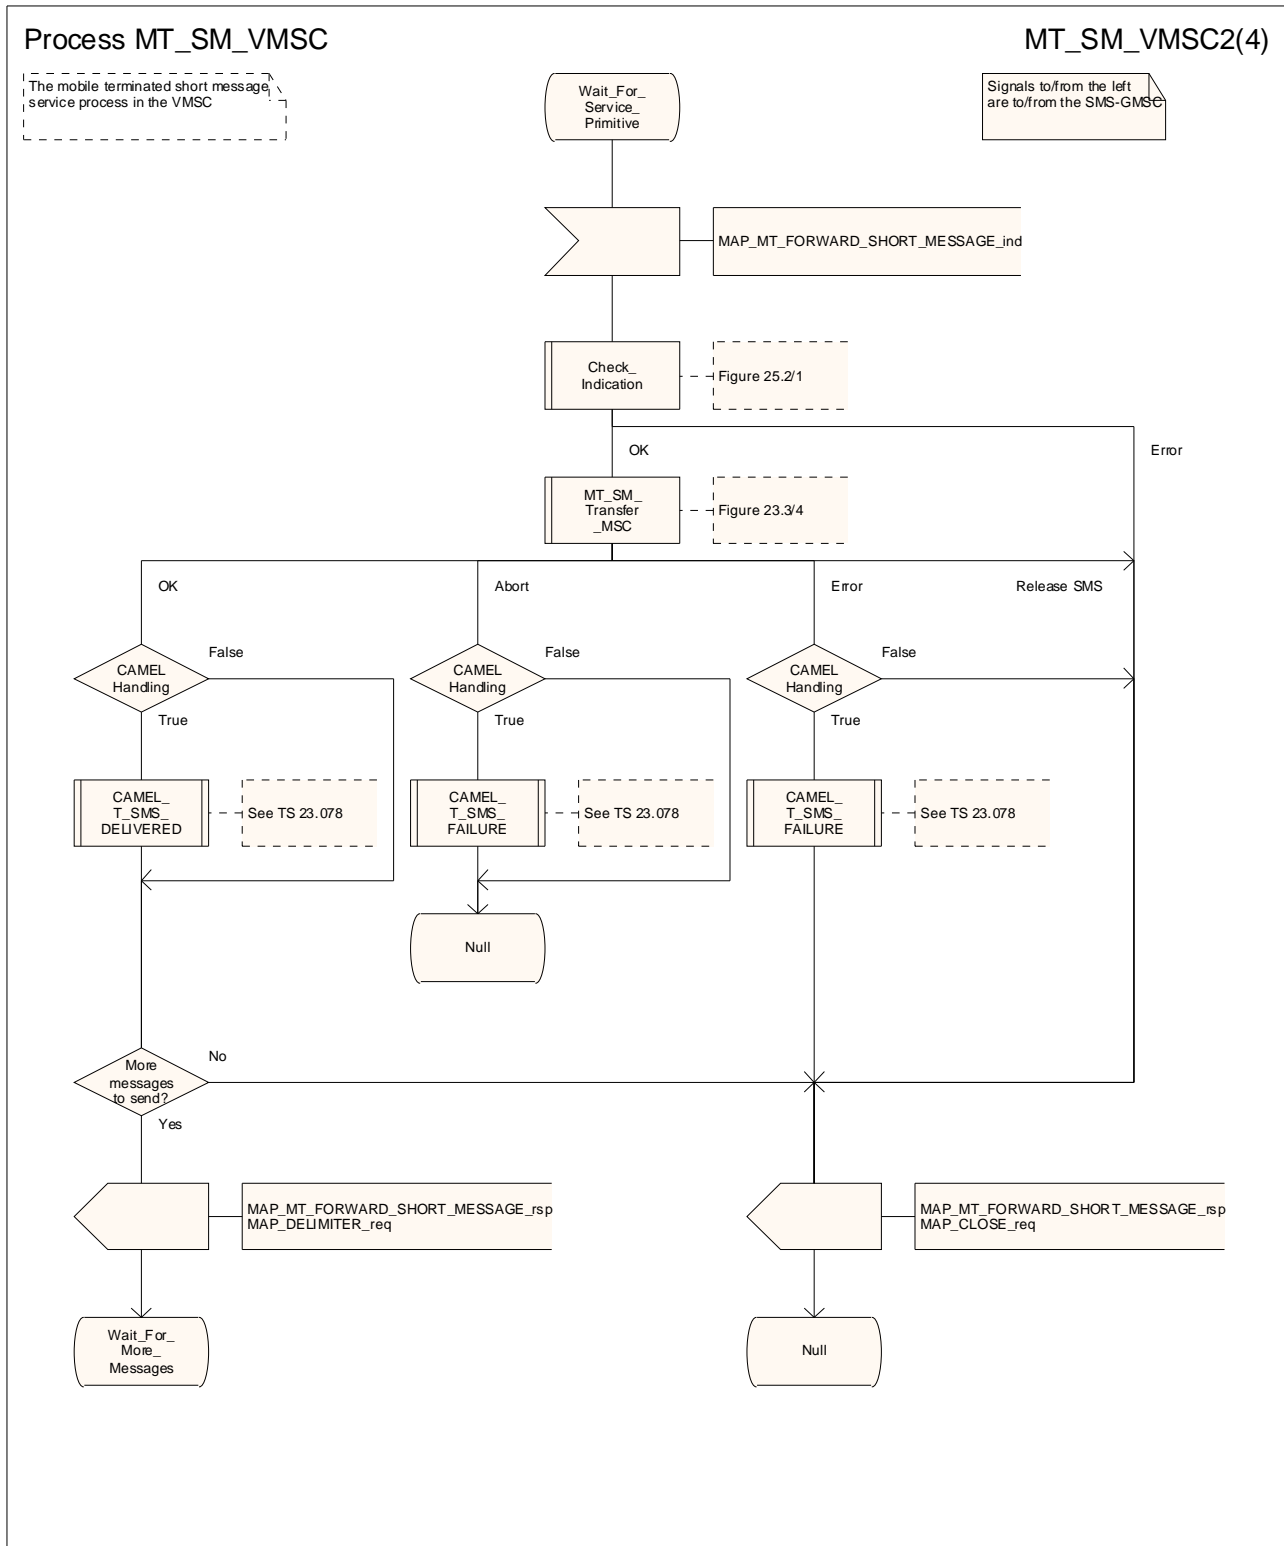 Process MT_SM_VMSC
MT_SM_VMSC2(4)
The mobile terminated short message
service process in the VMSC
Wait_For_
Service_
Primitive
Signals to/from the left
are to/from the SMS-GMSC
MAP_MT_FORWARD_SHORT_MESSAGE_ind
Check_
Indication
Figure 25.2/1
OK
Error
MT_SM_
Transfer
_MSC
Figure 23.3/4
OK
Abort
Error
Release SMS
False
False
False
CAMEL
Handling
CAMEL
Handling
CAMEL
Handling
True
True
True
CAMEL_
T_SMS_
DELIVERED
See TS 23.078
CAMEL_
T_SMS_
FAILURE
See TS 23.078
CAMEL_
T_SMS_
FAILURE
See TS 23.078
Null
No
More
messages
to send?
Yes
MAP_MT_FORWARD_SHORT_MESSAGE_rsp
MAP_DELIMITER_req
MAP_MT_FORWARD_SHORT_MESSAGE_rsp
MAP_CLOSE_req
Wait_For_
More_
Messages
Null